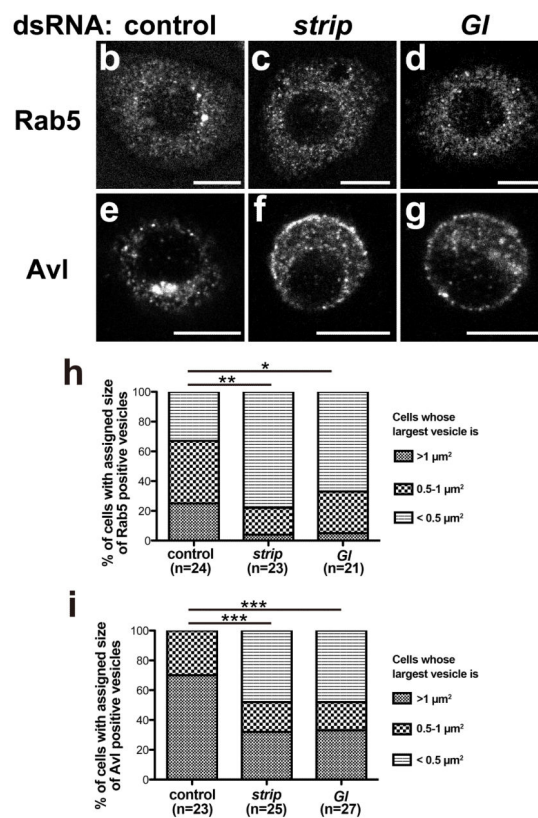 dsRNA: control strip Gl
b c d
Rab5
e f g
Avl
h
*
**
% of cells with assigned size
of Rab5 positive vesicles
100
80
60
40
20
0
control strip Gl
(n=24) (n=23) (n=21)
Cells whose
largest vesicle is
>1 μm²
0.5-1 μm²
< 0.5 μm²
i
***
***
% of cells with assigned size
of Avl positive vesicles
100
80
60
40
20
0
control strip Gl
(n=23) (n=25) (n=27)
Cells whose
largest vesicle is
>1 μm²
0.5-1 μm²
< 0.5 μm²